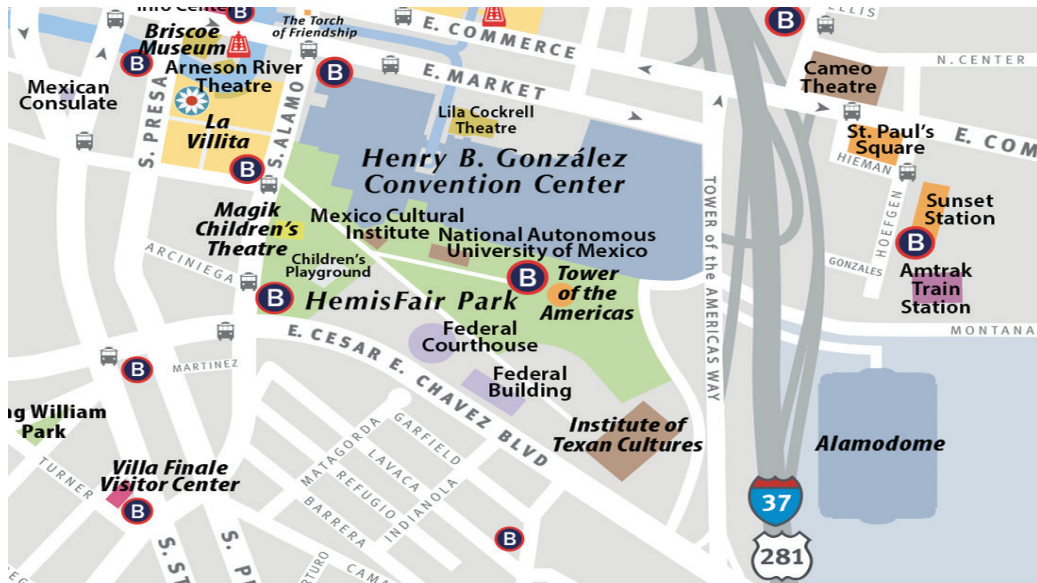 Info Center
B
The Torch
of Friendship
E. COMMERCE
B
ELLIS
Briscoe
Museum
B
Arneson River
Theatre
B
E. MARKET
N. CENTER
Cameo
Theatre
Mexican
Consulate
S. PRESA
La
Villita
S. ALAMO
Lila Cockrell
Theatre
St. Paul's
Square
E. COM
HIEMAN
Henry B. González
Convention Center
B
TOWER of the AMERICAS WAY
HOEFGEN
Sunset
Station
Magik
Children's
Theatre
Mexico Cultural
Institute
National Autonomous
University of Mexico
B
GONZALES
ARCINIEGA
Children's
Playground
B
Tower
of the
Americas
Amtrak
Train
Station
B
HemisFair Park
E. CESAR E. CHAVEZ BLVD
Federal
Courthouse
MONTANA
B
MARTINEZ
Federal
Building
ng William
Park
GARFIELD
MATAGORDA
Institute of
Texan Cultures
Alamodome
LAVACA
TURNER
Villa Finale
Visitor Center
REFUGIO
INDIANOLA
BARRERA
B
37
B
281
S. ST
S. PR
CAMA